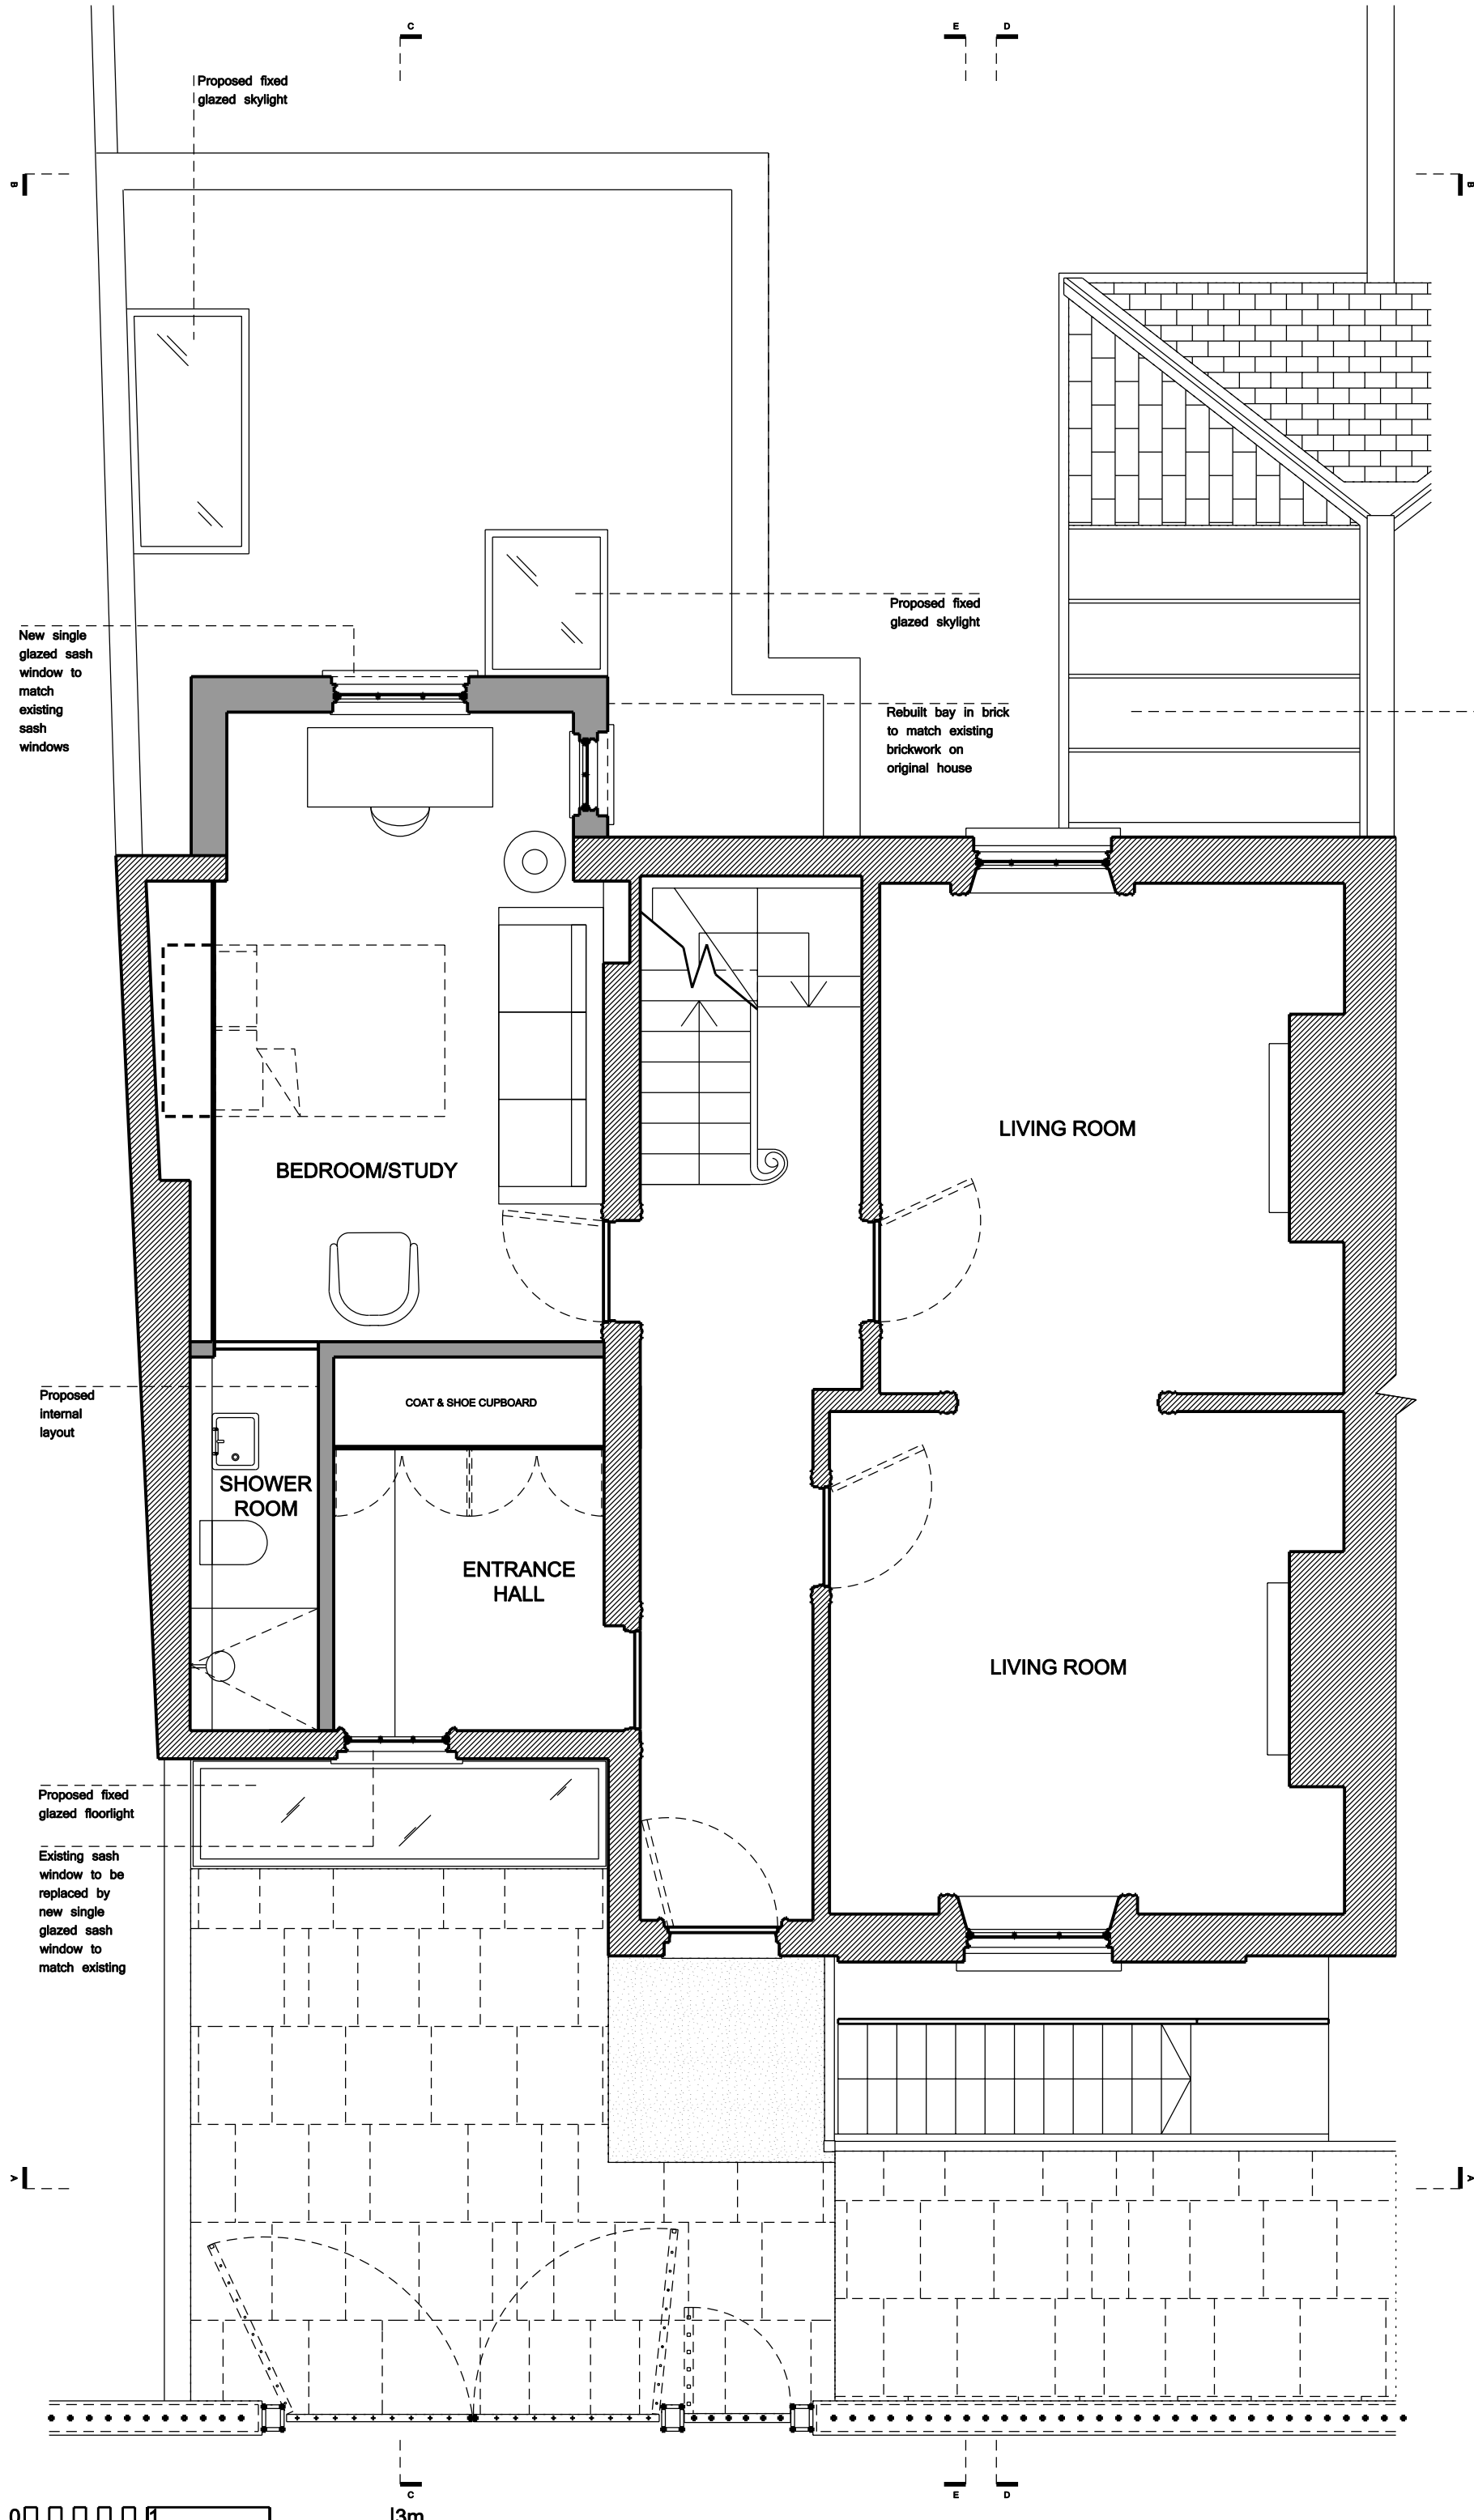 C
E
D
Proposed fixed
glazed skylight
B
B
Proposed fixed
glazed skylight
New single
glazed sash
window to
match
existing
sash
windows
Rebuilt bay in brick
to match existing
brickwork on
original house
LIVING ROOM
BEDROOM/STUDY
Proposed
internal
layout
COAT & SHOE CUPBOARD
SHOWER
ROOM
ENTRANCE
HALL
LIVING ROOM
Proposed fixed
glazed floorlight
Existing sash
window to be
replaced by
new single
glazed sash
window to
match existing
A
A
C
E
D
0
1
3m